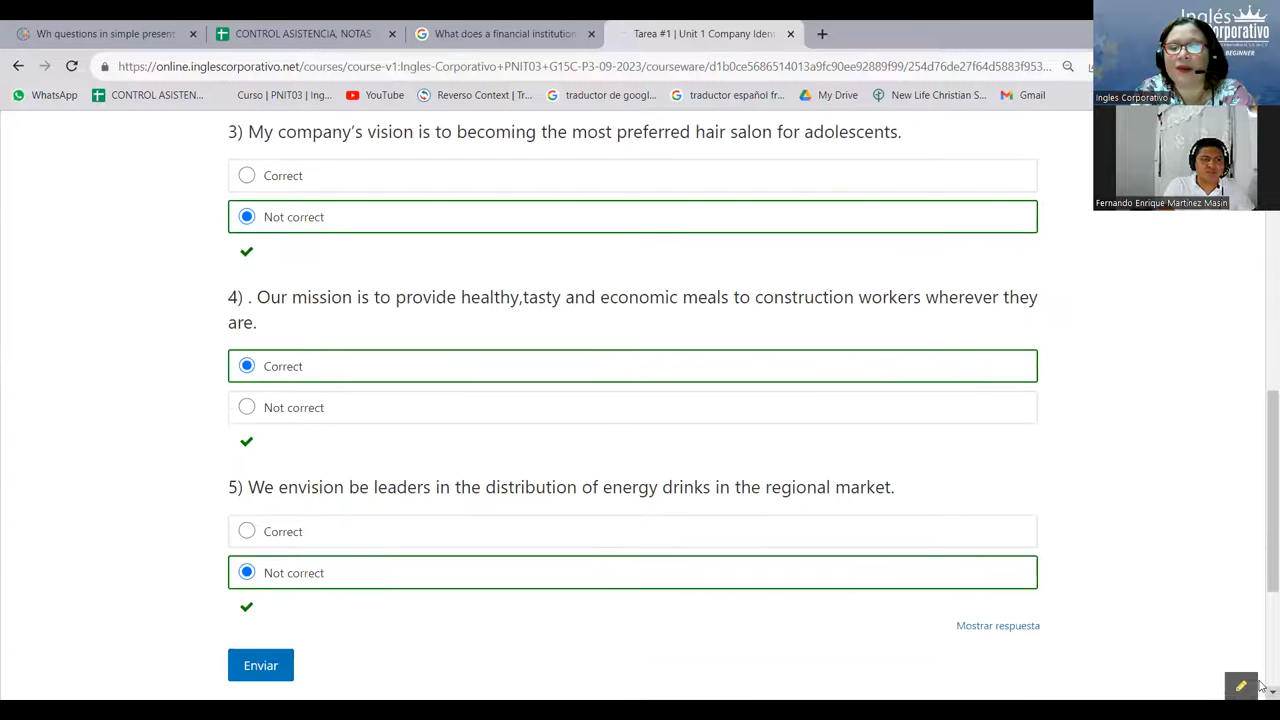 Wh questions in simple present
CONTROL ASISTENCIA, NOTAS
What does a financial institution
Tarea #1 | Unit 1 Company Iden
https://online.inglescorporativo.net/courses/course-v1:Ingles-Corporativo+PNIT01+G15C-P3-09-2023/courseware/d1b2ce5686514013a9fc90ee92889f99/254d76de27f64d5883f953...
WhatsApp
CONTROL ASISTEN...
Curso | PNIT03 | Ing...
YouTube
Reverso Context | Tr...
traductor de googl...
traductor español fr...
My Drive
New Life Christian S...
Gmail
Inglés
Corporativo
BEGINNER
Ingles Corporativo
Fernando Enrique Martínez Masin
3) My company's vision is to becoming the most preferred hair salon for adolescents.
Correct
Not correct
4) . Our mission is to provide healthy,tasty and economic meals to construction workers wherever they
are.
Correct
Not correct
5) We envision be leaders in the distribution of energy drinks in the regional market.
Correct
Not correct
Mostrar respuesta
Enviar